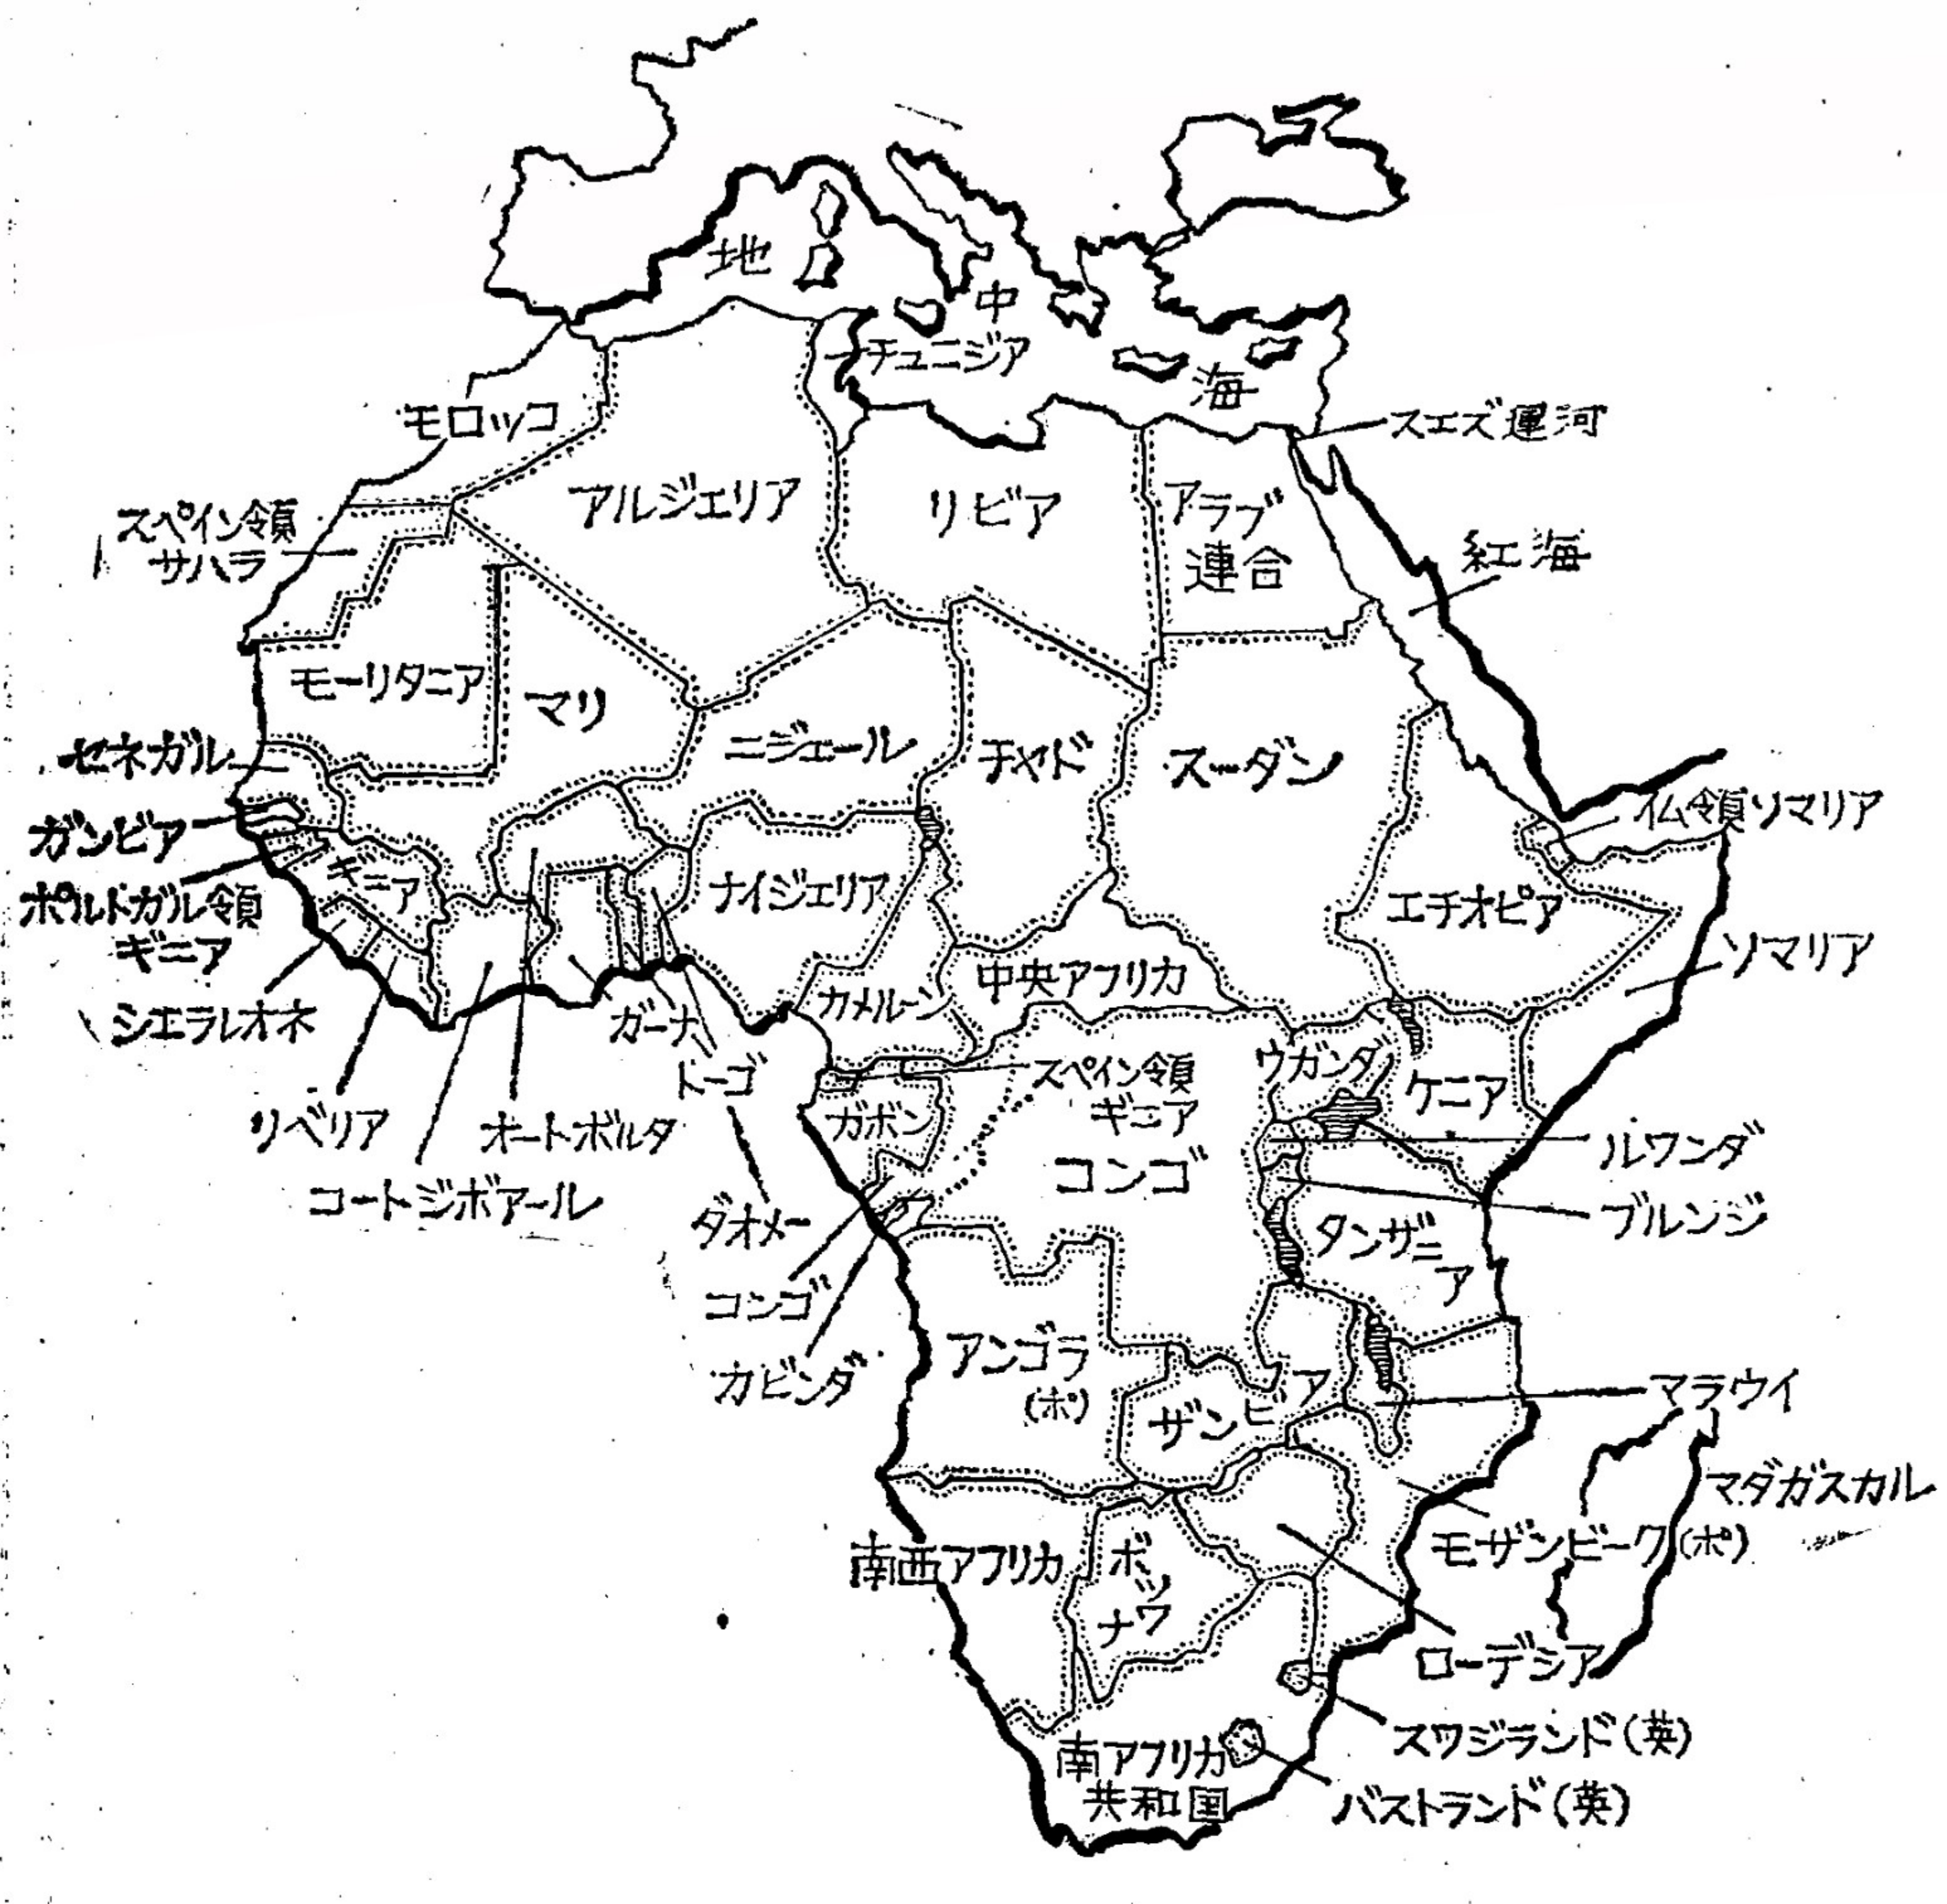 地
中
海
チュニジア
モロッコ
スエズ運河
アルジェリア
リビア
アラブ
連合
スペイン領
サハラ
紅海
モーリタニア
マリ
ニジェール
チャド
スーダン
セネガル
ガンビア
仏領ソマリア
ポルトガル領
ギニア
ギニア
ナイジェリア
エチオピア
ソマリア
シエラレオネ
ガーナ
カメルーン
中央アフリカ
トーゴ
スペイン領
ギニア
ウガンダ
ケニア
リベリア
オートボルタ
ガボン
ルワンダ
コートジボアール
ダオメー
コンゴ
ブルンジ
タンザニ
ア
コンゴ
カビンダ
アンゴラ
(ポ)
ザンビア
マラウイ
マダガスカル
モザンビーク(ポ)
南西アフリカ
ボツワナ
ローデシア
スワジランド(英)
南アフリカ
共和国
バストランド(英)